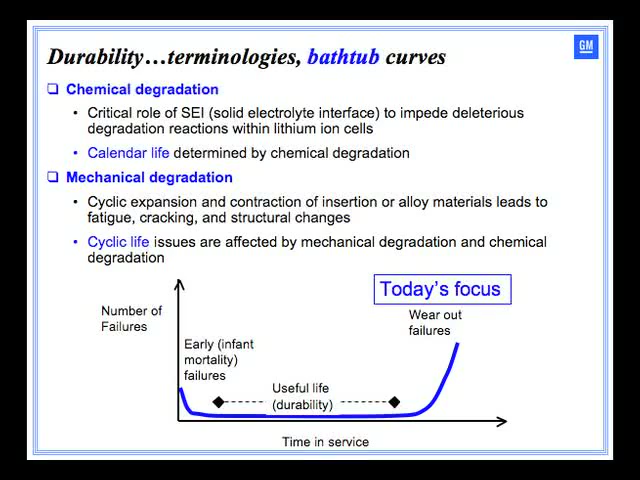 Durability…terminologies, bathtub curves
GM
❑ Chemical degradation
• Critical role of SEI (solid electrolyte interface) to impede deleterious
degradation reactions within lithium ion cells
• Calendar life determined by chemical degradation
❑ Mechanical degradation
• Cyclic expansion and contraction of insertion or alloy materials leads to
fatigue, cracking, and structural changes
• Cyclic life issues are affected by mechanical degradation and chemical
degradation
Today's focus
Number of
Failures
Wear out
failures
Early (infant
mortality)
failures
Useful life
(durability)
Time in service